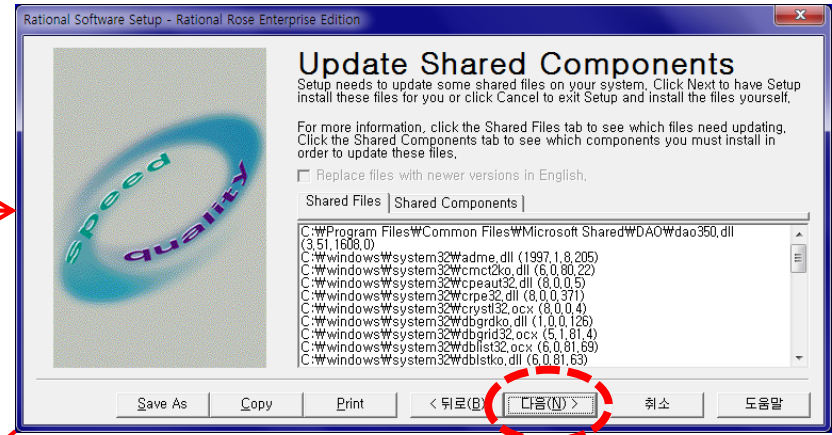 Rational Software Setup - Rational Rose Enterprise Edition
speed
quality
Update Shared Components
Setup needs to update some shared files on your system, Click Next to have Setup
install these files for you or click Cancel to exit Setup and install the files yourself,
For more information, click the Shared Files tab to see which files need updating,
Click the Shared Components tab to see which components you must install in
order to update these files,
Replace files with newer versions in English,
Shared Files
Shared Components
C:₩Program Files₩Common Files₩Microsoft Shared₩DAO₩dao350,dll
(3,51,1608,0)
C:₩windows₩system32₩adme,dll (1997,1,8,205)
C:₩windows₩system32₩cmct2ko,dll (6,0,80,22)
C:₩windows₩system32₩cpeaut32,dll (8,0,0,5)
C:₩windows₩system32₩crpe32,dll (8,0,0,371)
C:₩windows₩system32₩crystl32,ocx (8,0,0,4)
C:₩windows₩system32₩dbgrdko,dll (1,0,0,126)
C:₩windows₩system32₩dbgrid32,ocx (5,1,81,4)
C:₩windows₩system32₩dblist32,ocx (6,0,81,69)
C:₩windows₩system32₩dblstko,dll (6,0,81,63)
Save As
Copy
Print
< 뒤로(B)
다음(N) >
취소
도움말